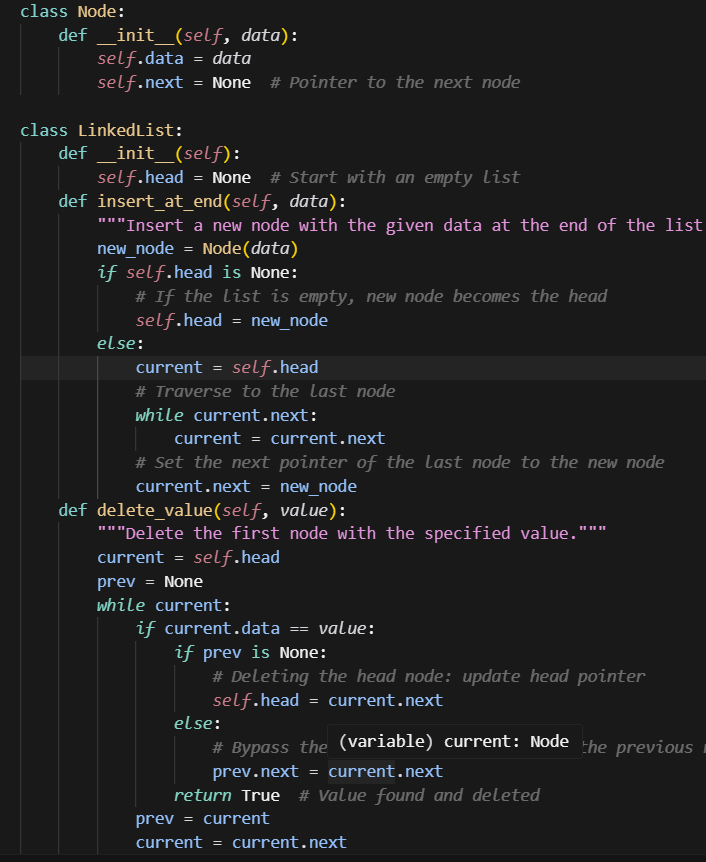 class Node:
    def __init__(self, data):
        self.data = data
        self.next = None  # Pointer to the next node

class LinkedList:
    def __init__(self):
        self.head = None  # Start with an empty list
    def insert_at_end(self, data):
        """Insert a new node with the given data at the end of the list
        new_node = Node(data)
        if self.head is None:
            # If the list is empty, new node becomes the head
            self.head = new_node
        else:
            current = self.head
            # Traverse to the last node
            while current.next:
                current = current.next
            # Set the next pointer of the last node to the new node
            current.next = new_node
    def delete_value(self, value):
        """Delete the first node with the specified value."""
        current = self.head
        prev = None
        while current:
            if current.data == value:
                if prev is None:
                    # Deleting the head node: update head pointer
                    self.head = current.next
                else:
                    (variable) current: Node
                    # Bypass the the previous
                    prev.next = current.next
                return True  # Value found and deleted
            prev = current
            current = current.next